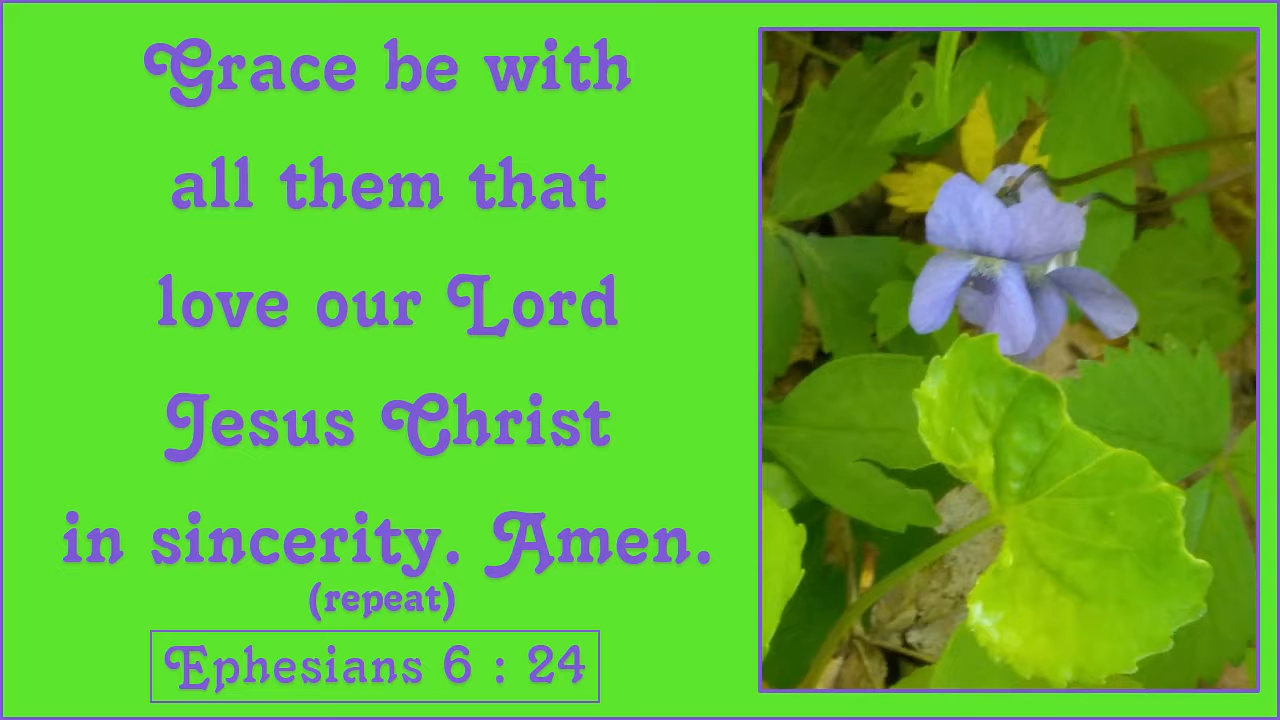 Grace be with
all them that
love our Lord
Jesus Christ
in sincerity. Amen.
(repeat)
Ephesians 6 : 24